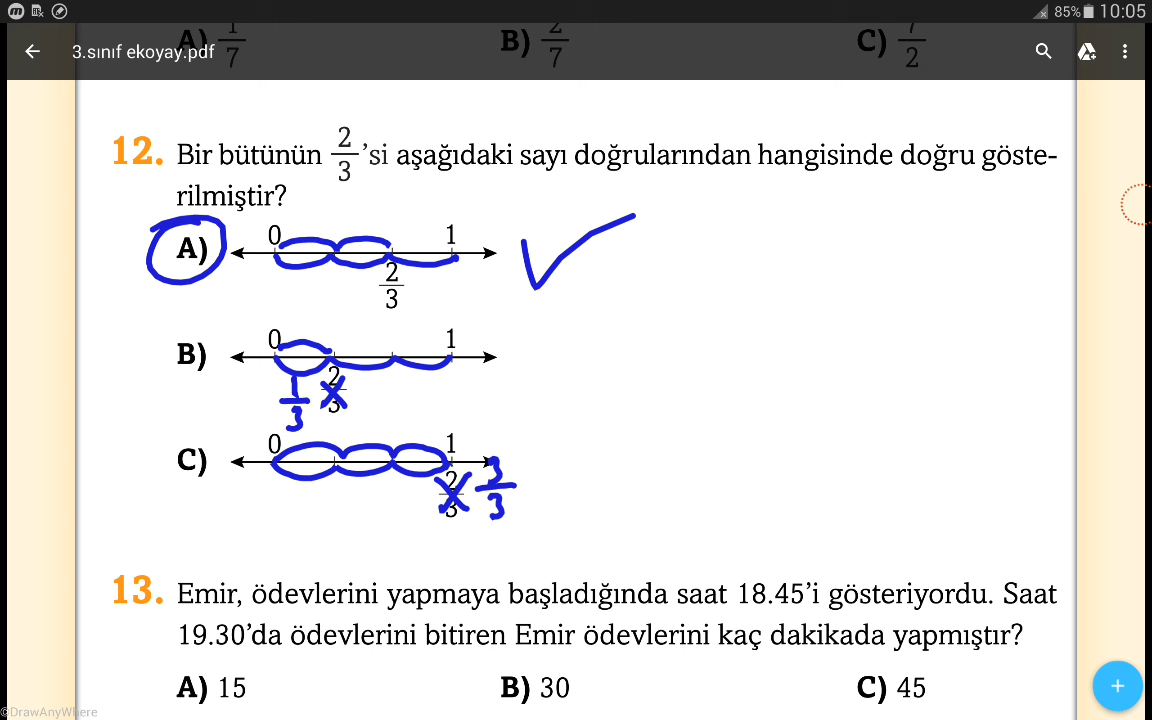 85% 10:05
3.sınıf ekoyay.pdf
A) 1/7 B) 2/7 C) 7/2
12. Bir bütünün 2/3 'si aşağıdaki sayı doğrularından hangisinde doğru göste-
rilmiştir?
A) 0 1
2/3
B) 0 1
1/3 2/3
C) 0 1
2/3 3/3
13. Emir, ödevlerini yapmaya başladığında saat 18.45'i gösteriyordu. Saat
19.30'da ödevlerini bitiren Emir ödevlerini kaç dakikada yapmıştır?
A) 15 B) 30 C) 45
©DrawAnyWhere